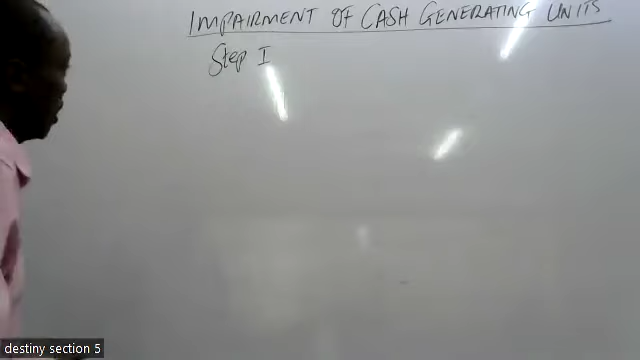 IMPAIRMENT OF CASH GENERATING UNITS
Step I
destiny section 5